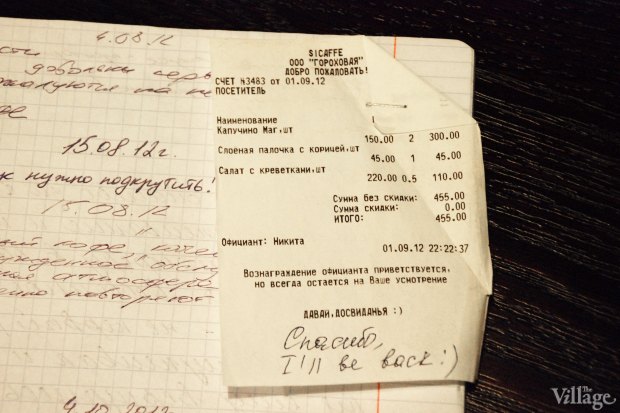 4.08.12
15.08.12г.
к нужно подкрутить!
15.08.12
SICAFFE
ООО "ГОРОХОВАЯ"
ДОБРО ПОЖАЛОВАТЬ!
СЧЕТ №3483 от 01.09.12
ПОСЕТИТЕЛЬ
Наименование
Капучино Маг,шт
150.00 2 300.00
Слоеная палочка с корицей,шт
45.00 1 45.00
Салат с креветками,шт
220.00 0.5 110.00
Сумма без скидки: 455.00
Сумма скидки: 0.00
ИТОГО: 455.00
Официант: Никита
01.09.12 22:22:37
Вознаграждение официанта приветствуется,
но всегда остается на Ваше усмотрение
ДАВАЙ,ДОСВИДАНЬЯ :)
Спасибо,
I'll be back:)
4.10.2012
The Village